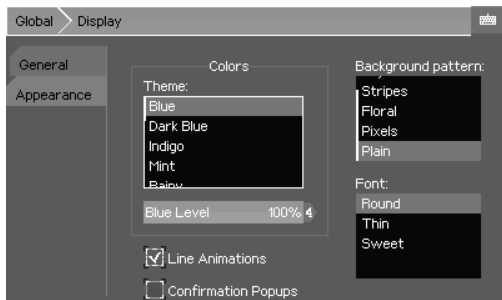 Global Display
General
Appearance
Colors
Theme:
Blue
Dark Blue
Indigo
Mint
Rainy
Blue Level 100% 4
Line Animations
Confirmation Popups
Background pattern:
Stripes
Floral
Pixels
Plain
Font:
Round
Thin
Sweet